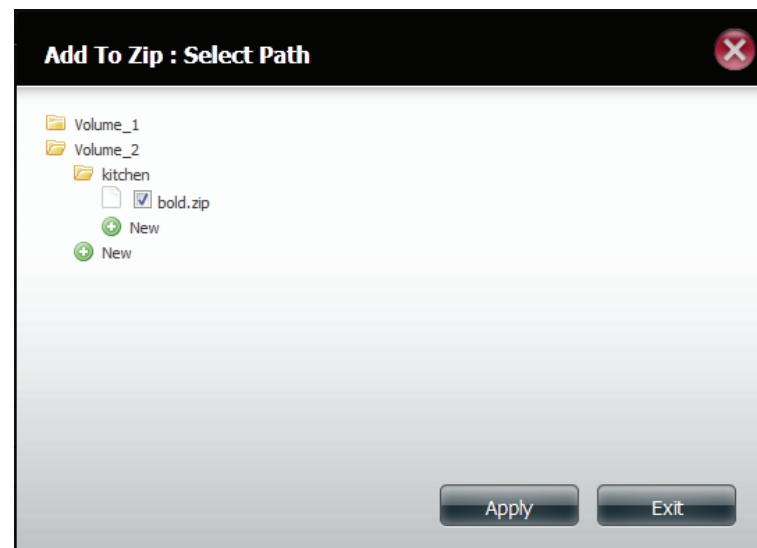 Add To Zip : Select Path
Volume_1
Volume_2
kitchen
bold.zip
New
New
Apply Exit